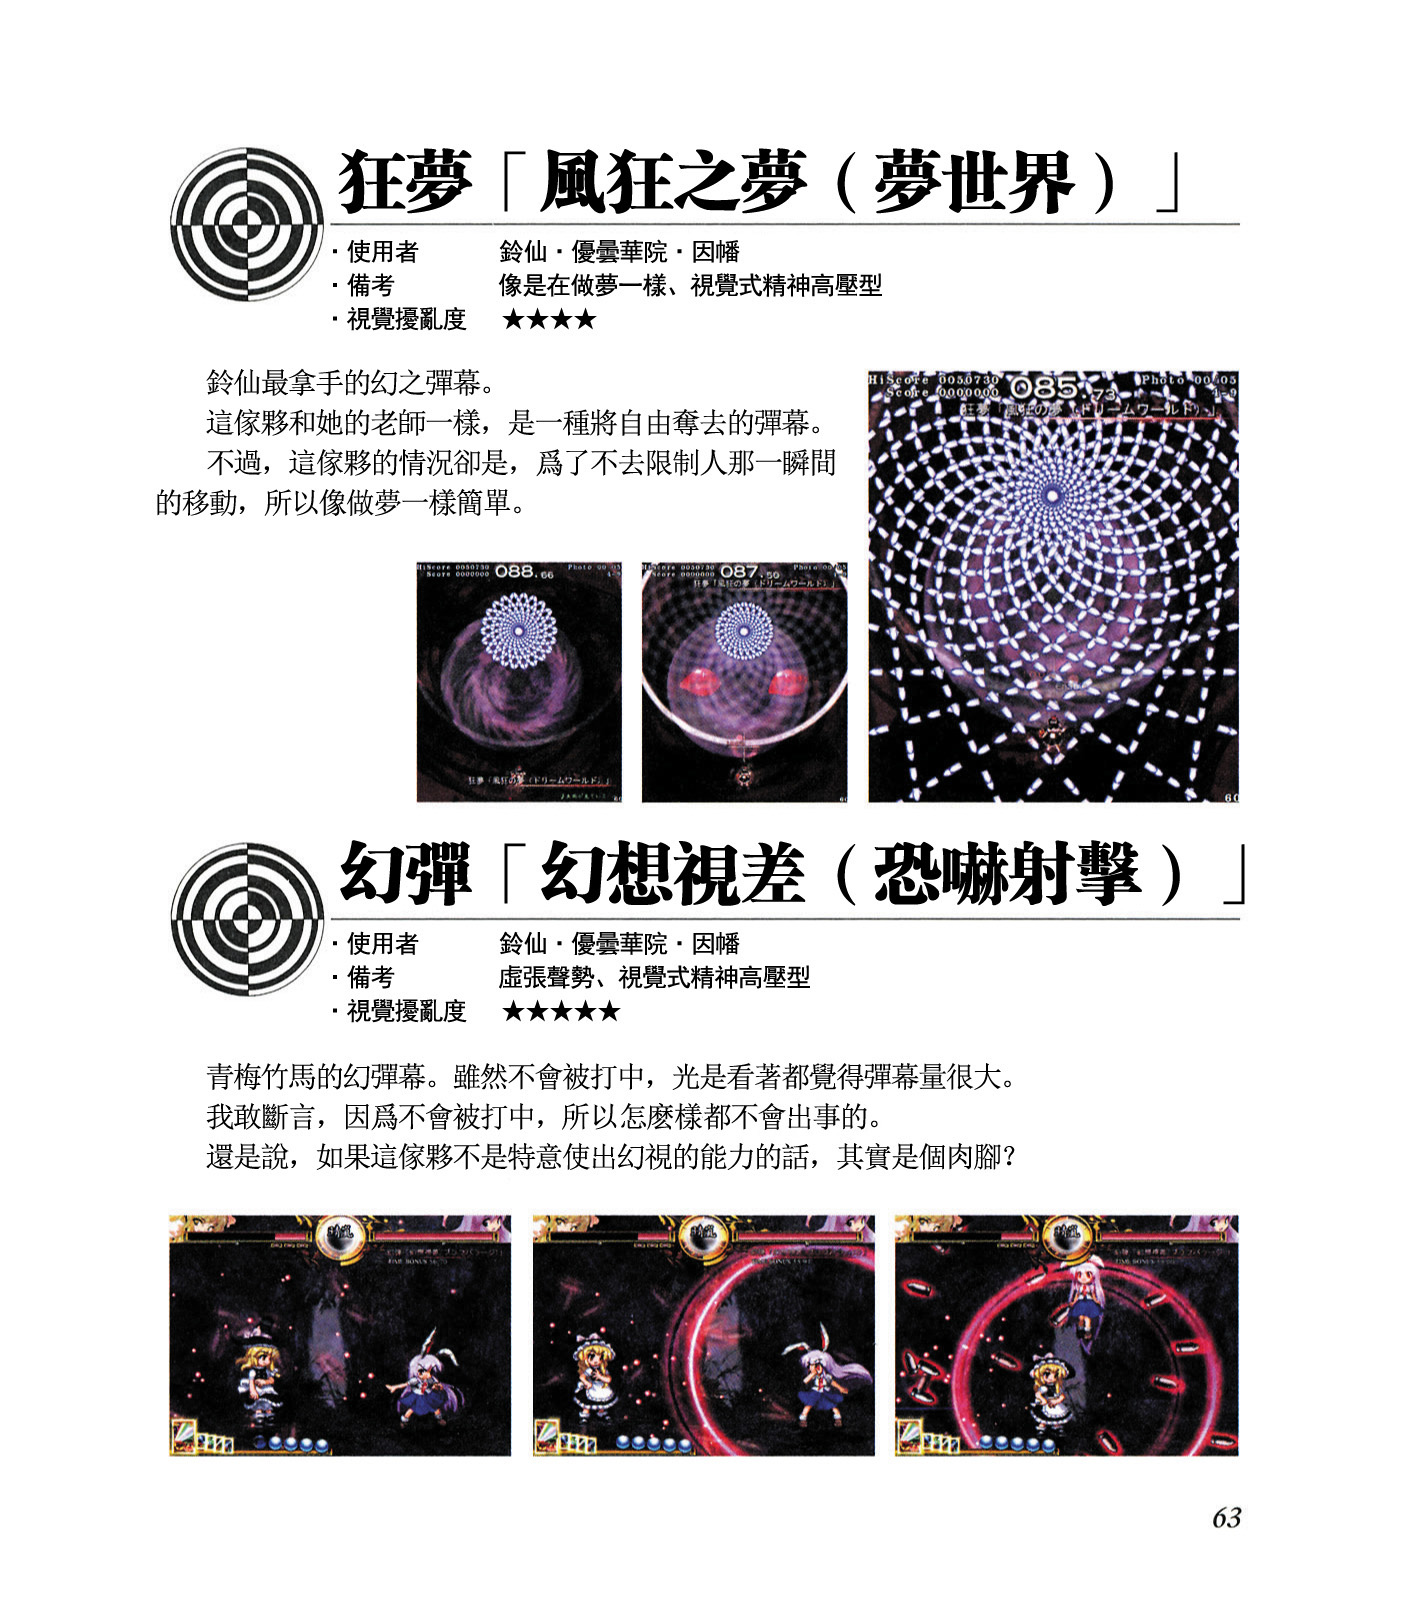 狂夢「風狂之夢（夢世界）」
・使用者 鈴仙・優曇華院・因幡
・備考 像是在做夢一樣、視覺式精神高壓型
・視覺擾亂度 ★★★★
鈴仙最拿手的幻之彈幕。
這傢夥和她的老師一樣，是一種將自由奪去的彈幕。
不過，這傢夥的情況卻是，爲了不去限制人那一瞬間
的移動，所以像做夢一樣簡單。
HiScore 0050730 088.66 Photo 00/05
Score 0000000 4-9
狂夢「風狂の夢（ドリームワールド）」
60
HiScore 0050730 087.50 Photo 00/05
Score 0000000 4-9
狂夢「風狂の夢（ドリームワールド）」
60
HiScore 0050730 085.73 Photo 00/05
Score 0000000 4-9
狂夢「風狂の夢（ドリームワールド）」
60
幻彈「幻想視差（恐嚇射擊）」
・使用者 鈴仙・優曇華院・因幡
・備考 虛張聲勢、視覺式精神高壓型
・視覺擾亂度 ★★★★★
青梅竹馬的幻彈幕。雖然不會被打中，光是看著都覺得彈幕量很大。
我敢斷言，因爲不會被打中，所以怎麽樣都不會出事的。
還是說，如果這傢夥不是特意使出幻視的能力的話，其實是個肉腳？
TIME BONUS
TIME BONUS
TIME BONUS
63